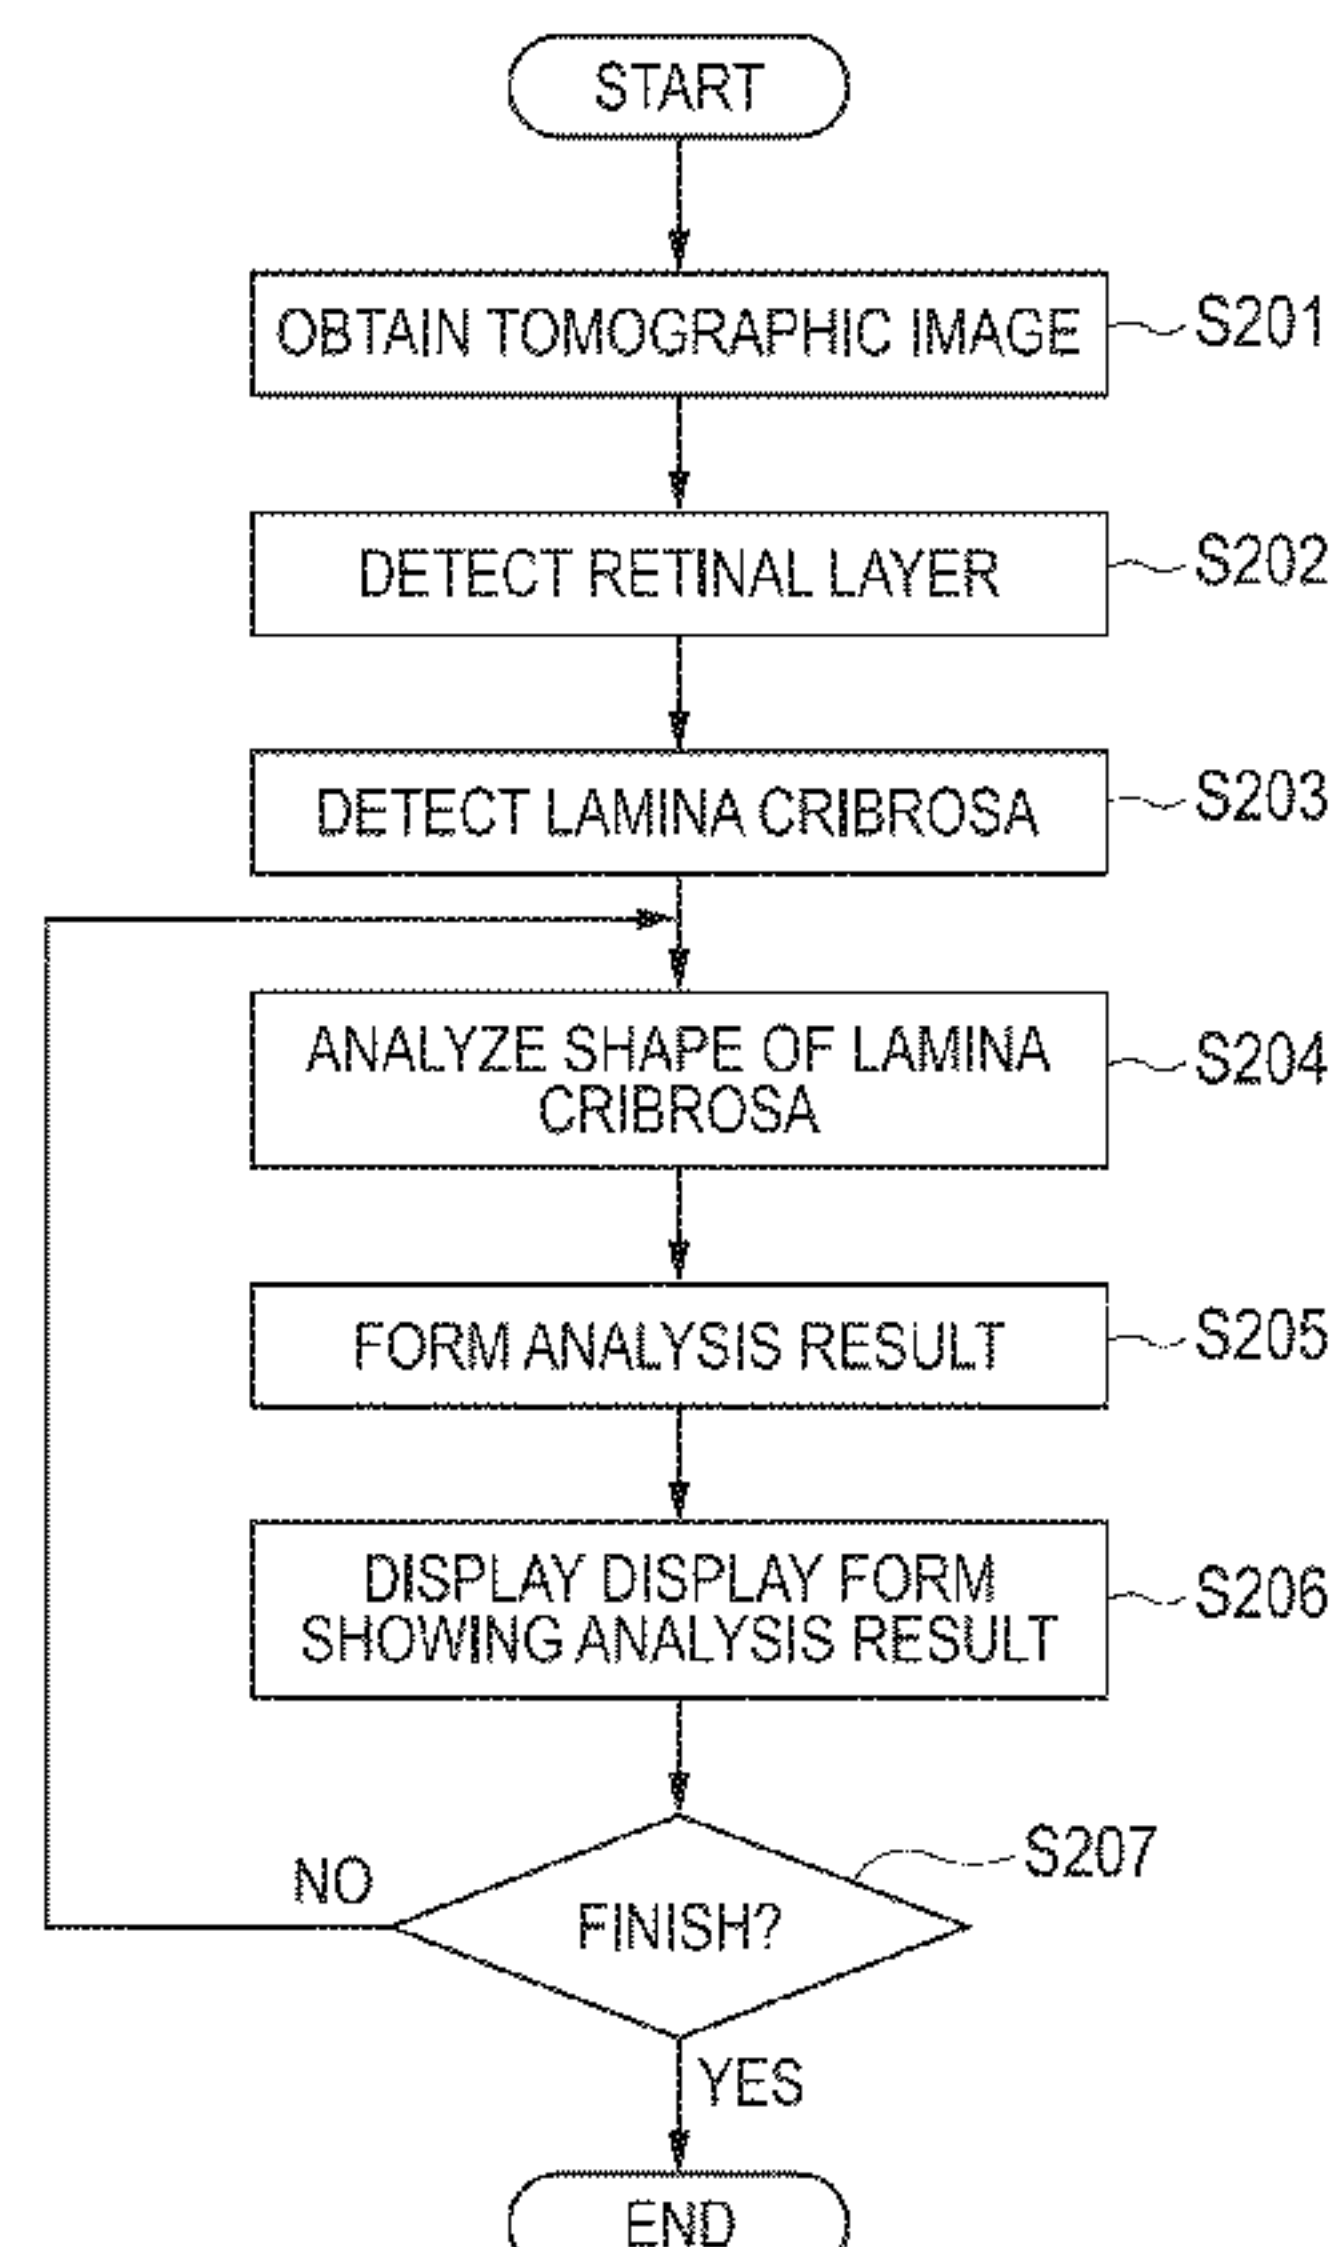 START
OBTAIN TOMOGRAPHIC IMAGE
S201
DETECT RETINAL LAYER
S202
DETECT LAMINA CRIBROSA
S203
ANALYZE SHAPE OF LAMINA
CRIBROSA
S204
FORM ANALYSIS RESULT
S205
DISPLAY DISPLAY FORM
SHOWING ANALYSIS RESULT
S206
S207
NO
FINISH?
YES
END